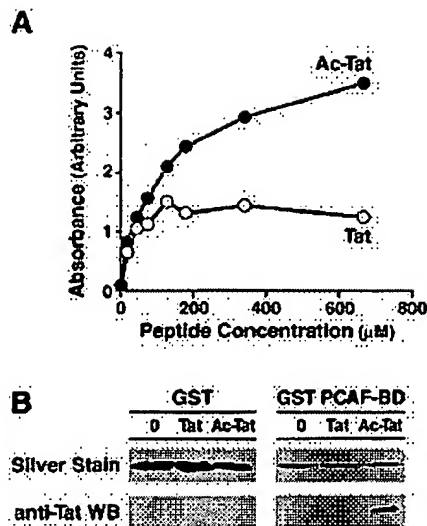 A
Absorbance (Arbitrary Units)
4
3
2
1
0
Ac-Tat
Tat
0 200 400 600 800
Peptide Concentration (μM)
B
GST GST PCAF-BD
0 Tat Ac-Tat 0 Tat Ac-Tat
Silver Stain
anti-Tat WB